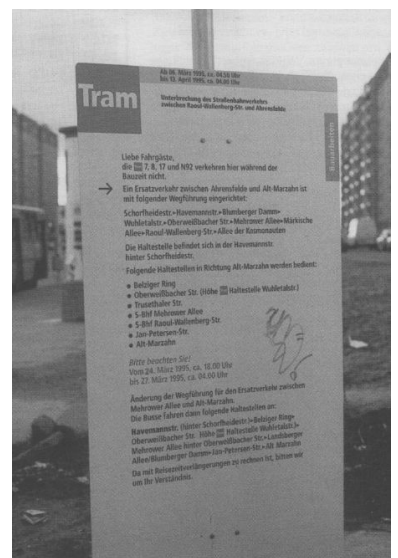 Tram
Ab 06. März 1995, ca. 04.30 Uhr
bis 13. April 1995, ca. 04.00 Uhr
Unterbrechung des Straßenbahnverkehrs
zwischen Raoul-Wallenberg-Str. und Ahrensfelde
Bauarbeiten
Liebe Fahrgäste,
die Tram 7, 8, 17 und N92 verkehren hier während der
Bauzeit nicht.
→ Ein Ersatzverkehr zwischen Ahrensfelde und Alt-Marzahn ist
mit folgender Wegführung eingerichtet:
Schorfheidestr.▸Havemannstr.▸Blumberger Damm▸
Wuhletalstr.▸Oberweißbacher Str.▸Mehrower Allee▸Märkische
Allee▸Raoul-Wallenberg-Str.▸Allee der Kosmonauten
Die Haltestelle befindet sich in der Havemannstr.
hinter Schorfheidestr.
Folgende Haltestellen in Richtung Alt-Marzahn werden bedient:
• Belziger Ring
• Oberweißbacher Str. (Höhe Tram Haltestelle Wuhletalstr.)
• Trusetaler Str.
• S-Bhf Mehrower Allee
• S-Bhf Raoul-Wallenberg-Str.
• Jan-Petersen-Str.
• Alt-Marzahn
Bitte beachten Sie:
Vom 24. März 1995, ca. 18.00 Uhr
bis 27. März 1995, ca. 04.00 Uhr
Änderung der Wegführung für den Ersatzverkehr zwischen
Mehrower Allee und Alt-Marzahn.
Die Busse fahren dann folgende Haltestellen an:
Havemannstr. (hinter Schorfheidestr.)▸Belziger Ring▸
Oberweißbacher Str. (Höhe Tram Haltestelle Wuhletalstr.)▸
Mehrower Allee hinter Oberweißbacher Str.▸Landsberger
Allee/Blumberger Damm▸Jan-Petersen-Str.▸Alt Marzahn
Da mit Reisezeitverlängerungen zu rechnen ist, bitten wir
um Ihr Verständnis.